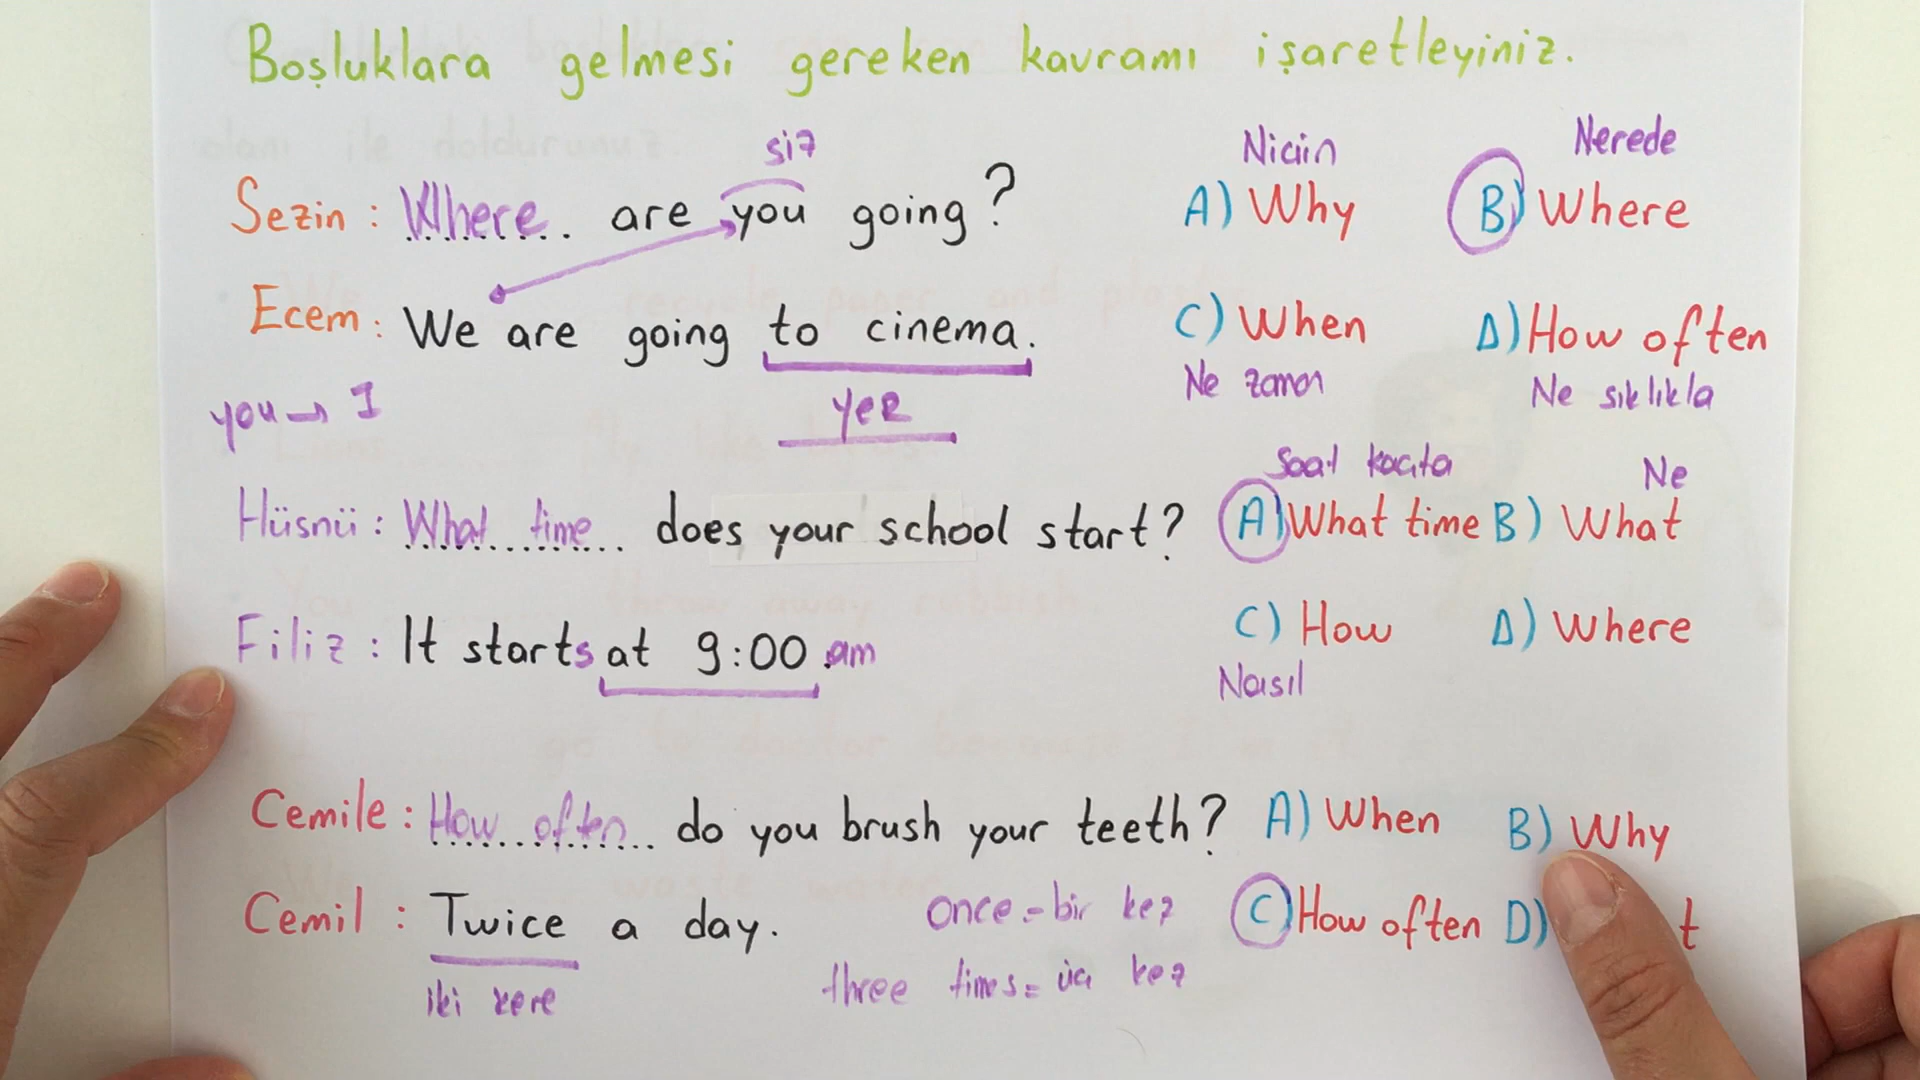 Boşluklara gelmesi gereken kavramı işaretleyiniz.
siz
Sezin : Where are you going?
Ecem : We are going to cinema.
you → I
yer
Niçin
Nerede
A) Why B) Where
C) When D) How often
Ne zaman
Ne sıklıkla
Hüsnü : What time does your school start?
Filiz : It starts at 9:00 am
Saat kaçta
Ne
A) What time B) What
C) How D) Where
Nasıl
Cemile : How often do you brush your teeth?
Cemil : Twice a day.
iki kere
once = bir kez
three times = üç kez
A) When B) Why
C) How often D) t